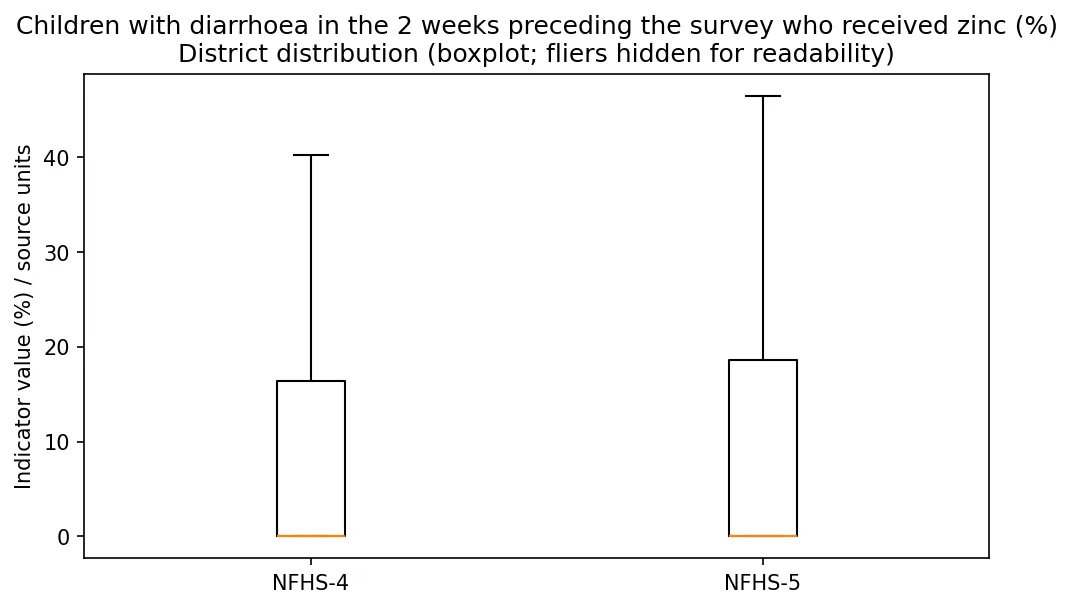 Children with diarrhoea in the 2 weeks preceding the survey who received zinc (%)
District distribution (boxplot; fliers hidden for readability)
Indicator value (%) / source units
40
30
20
10
0
NFHS-4
NFHS-5